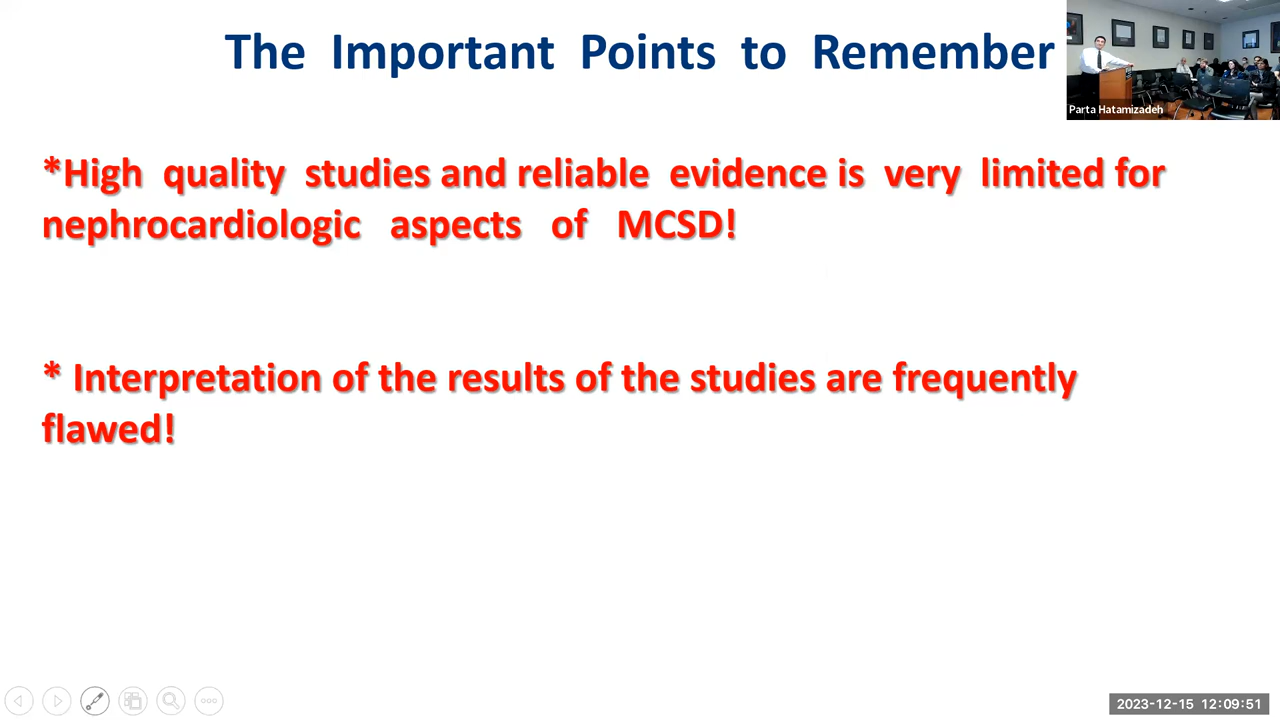 The Important Points to Remember
Parta Hatamizadeh
*High quality studies and reliable evidence is very limited for
nephrocardiologic aspects of MCSD!
* Interpretation of the results of the studies are frequently
flawed!
2023-12-15 12:09:51